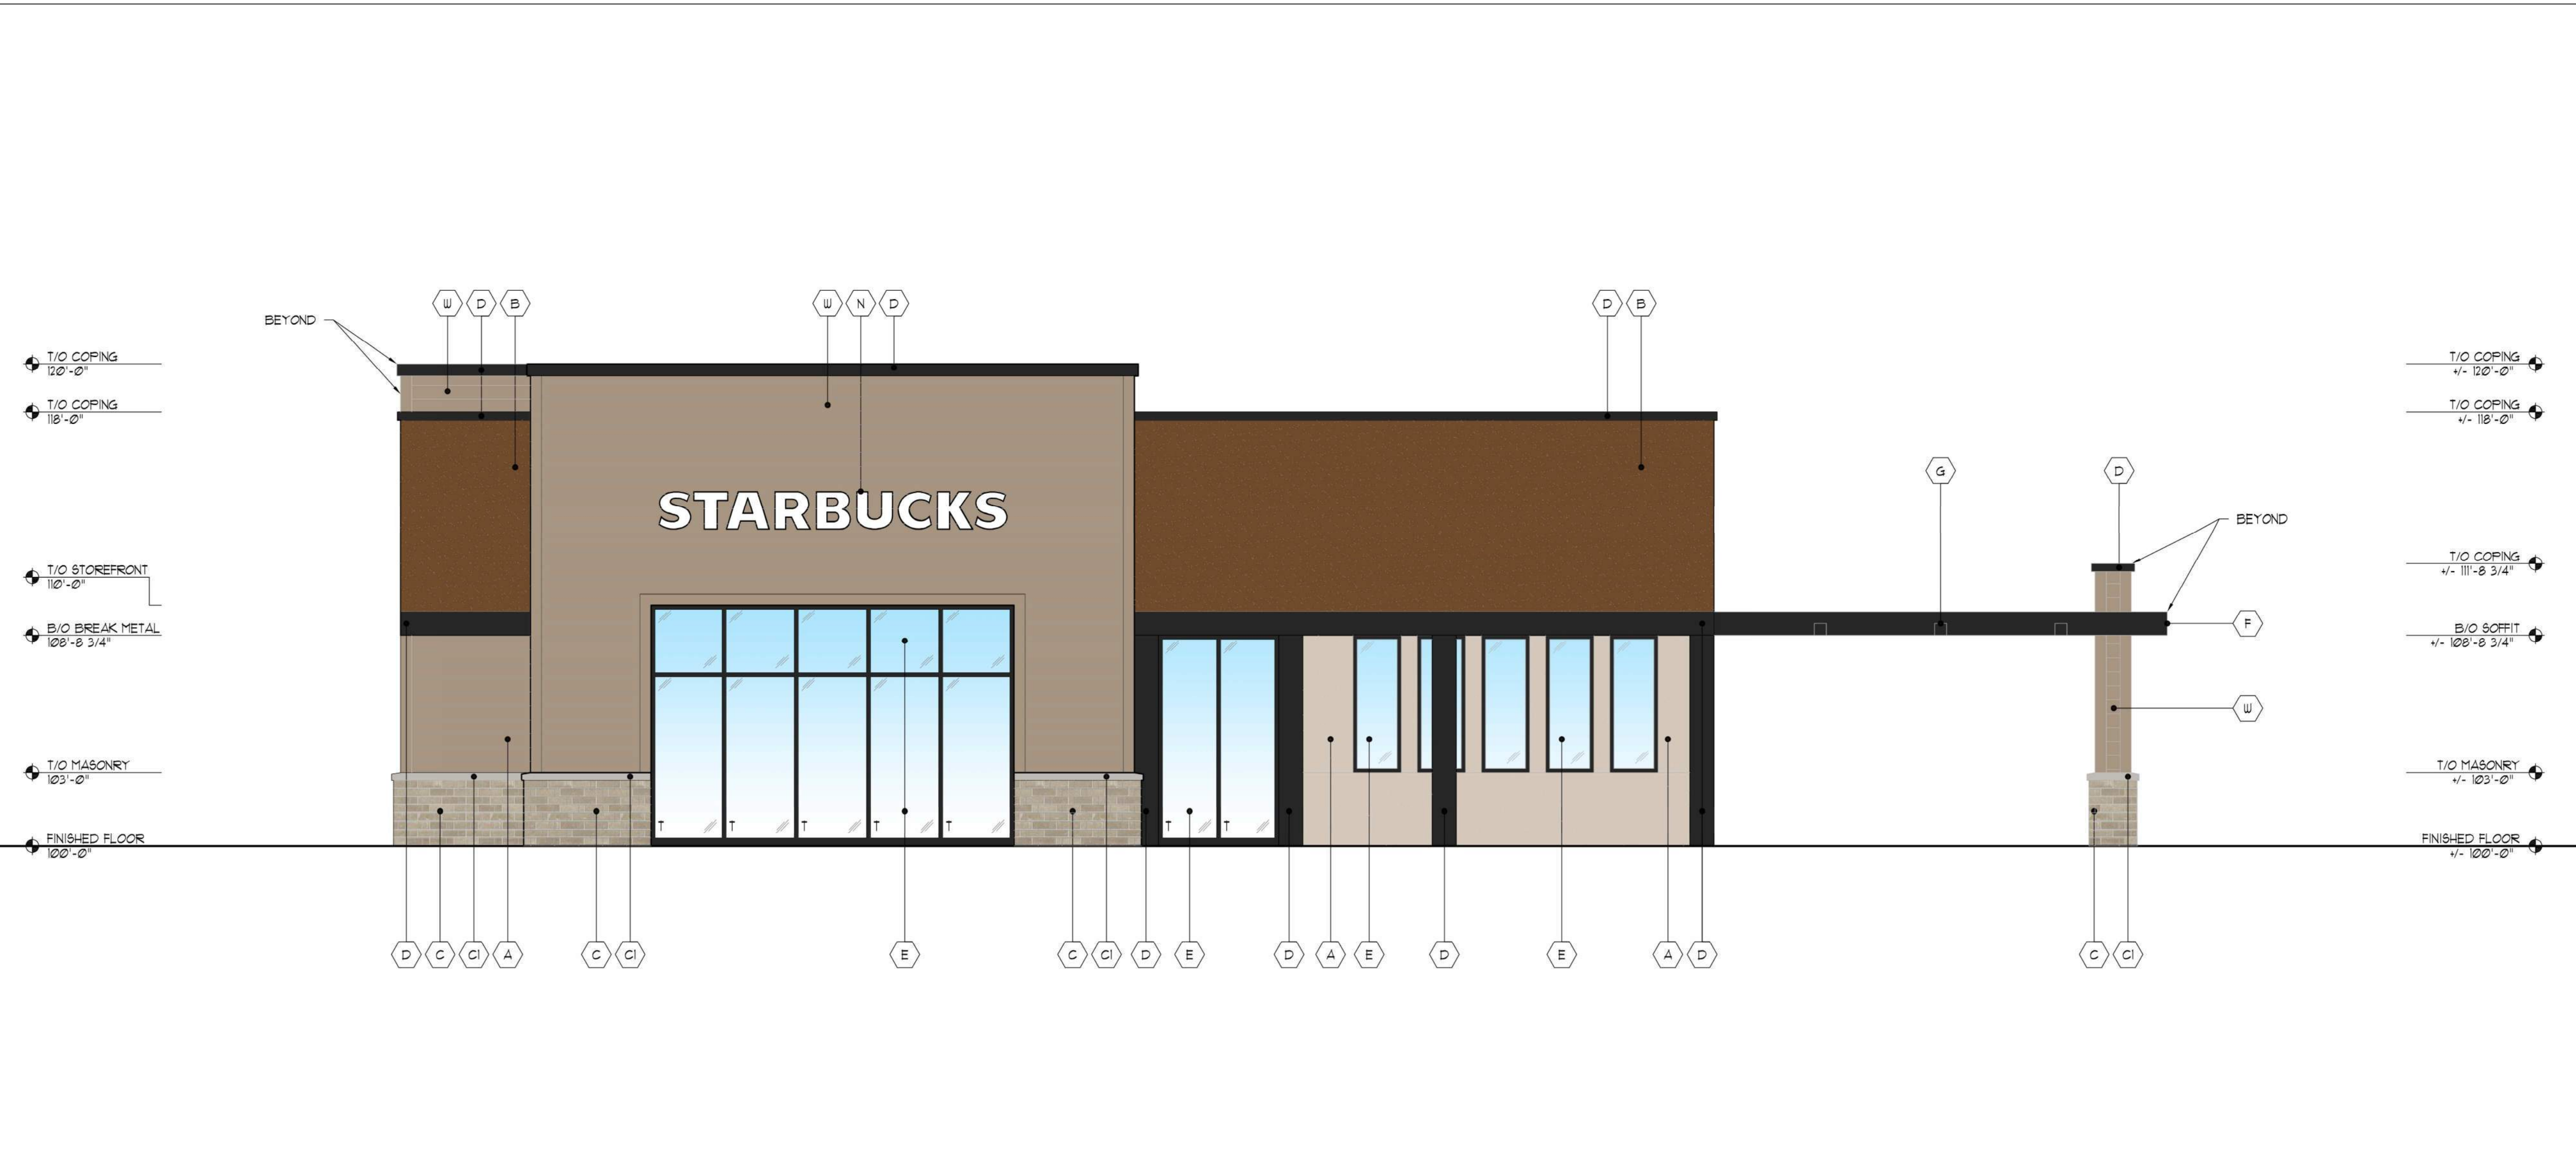 W D B W N D D B
BEYOND
T/O COPING
120'-0"
T/O COPING
118'-0"
T/O STOREFRONT
110'-0"
B/O BREAK METAL
108'-8 3/4"
T/O MASONRY
103'-0"
FINISHED FLOOR
100'-0"
STARBUCKS
T T T T T T T
G D
BEYOND
F
W
T/O COPING
+/- 120'-0"
T/O COPING
+/- 118'-0"
T/O COPING
+/- 111'-8 3/4"
B/O SOFFIT
+/- 108'-8 3/4"
T/O MASONRY
+/- 103'-0"
FINISHED FLOOR
+/- 100'-0"
D C C1 A C C1 E C C1 D E D A E D E A D C C1